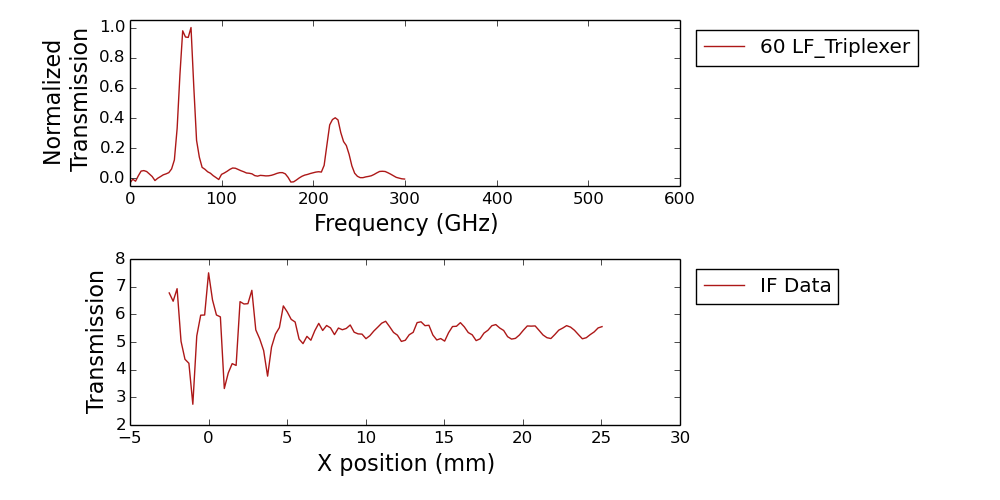 Normalized
Transmission
1.0
0.8
0.6
0.4
0.2
0.0
0 100 200 300 400 500 600
Frequency (GHz)
60 LF_Triplexer
Transmission
8
7
6
5
4
3
2
−5 0 5 10 15 20 25 30
X position (mm)
IF Data